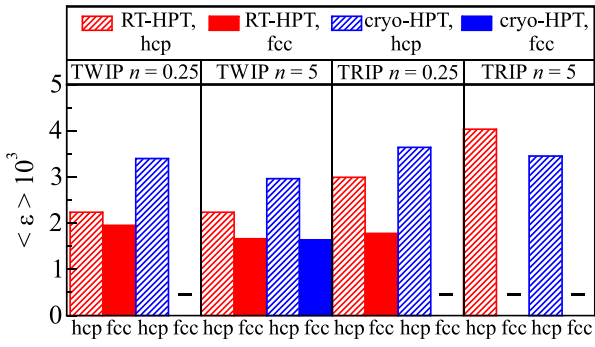 RT-HPT, hcp
RT-HPT, fcc
cryo-HPT, hcp
cryo-HPT, fcc
TWIP n = 0.25
TWIP n = 5
TRIP n = 0.25
TRIP n = 5
< ε > 10³
5
4
3
2
1
0
hcp fcc hcp fcc hcp fcc hcp fcc hcp fcc hcp fcc hcp fcc hcp fcc